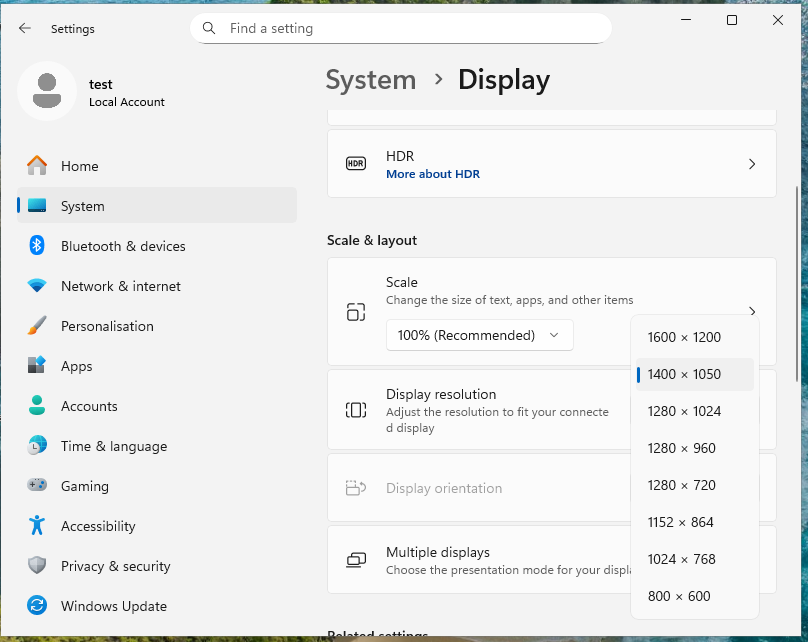 Settings
Find a setting
test
Local Account
Home
System
Bluetooth & devices
Network & internet
Personalisation
Apps
Accounts
Time & language
Gaming
Accessibility
Privacy & security
Windows Update
System > Display
HDR
HDR
More about HDR
Scale & layout
Scale
Change the size of text, apps, and other items
100% (Recommended)
Display resolution
Adjust the resolution to fit your connecte
d display
Display orientation
Multiple displays
Choose the presentation mode for your displa
Related settings
1600 × 1200
1400 × 1050
1280 × 1024
1280 × 960
1280 × 720
1152 × 864
1024 × 768
800 × 600